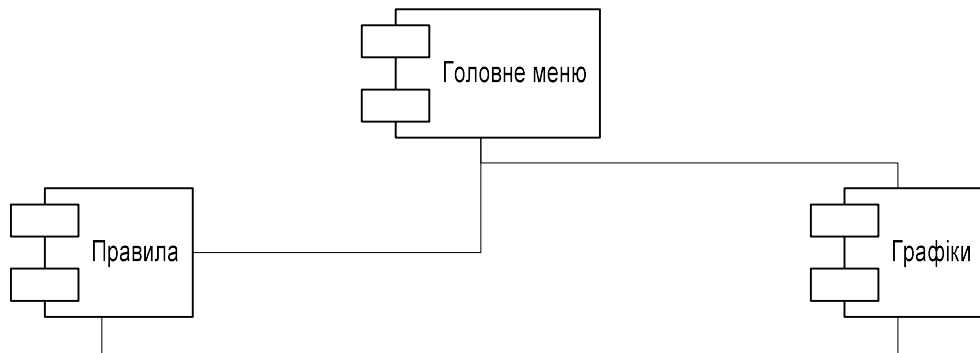 Головне меню
Правила
Графіки